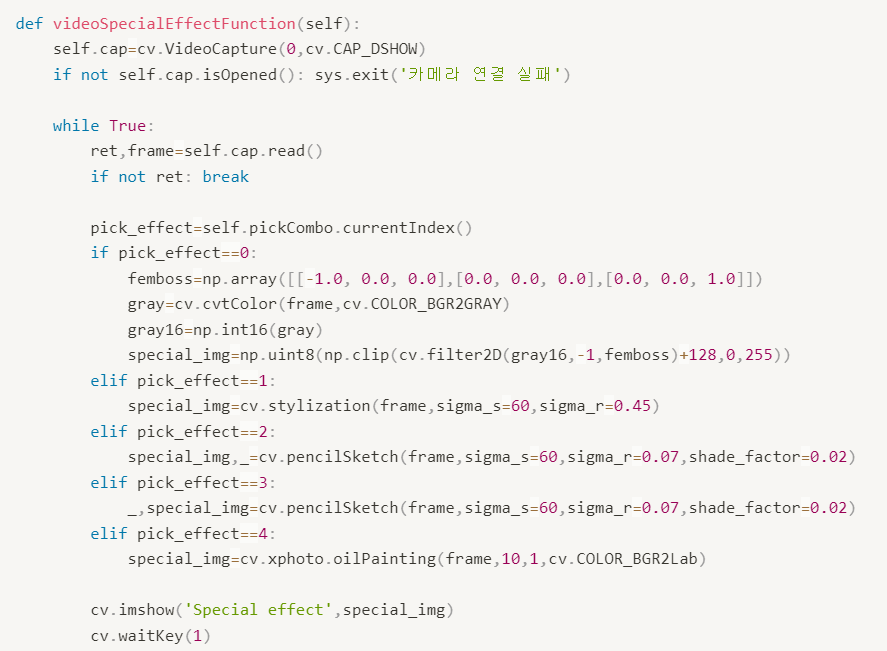 def videoSpecialEffectFunction(self):
    self.cap=cv.VideoCapture(0,cv.CAP_DSHOW)
    if not self.cap.isOpened(): sys.exit('카메라 연결 실패')

    while True:
        ret,frame=self.cap.read()
        if not ret: break

        pick_effect=self.pickCombo.currentIndex()
        if pick_effect==0:
            femboss=np.array([[-1.0, 0.0, 0.0],[0.0, 0.0, 0.0],[0.0, 0.0, 1.0]])
            gray=cv.cvtColor(frame,cv.COLOR_BGR2GRAY)
            gray16=np.int16(gray)
            special_img=np.uint8(np.clip(cv.filter2D(gray16,-1,femboss)+128,0,255))
        elif pick_effect==1:
            special_img=cv.stylization(frame,sigma_s=60,sigma_r=0.45)
        elif pick_effect==2:
            special_img,_=cv.pencilSketch(frame,sigma_s=60,sigma_r=0.07,shade_factor=0.02)
        elif pick_effect==3:
            _,special_img=cv.pencilSketch(frame,sigma_s=60,sigma_r=0.07,shade_factor=0.02)
        elif pick_effect==4:
            special_img=cv.xphoto.oilPainting(frame,10,1,cv.COLOR_BGR2Lab)

        cv.imshow('Special effect',special_img)
        cv.waitKey(1)